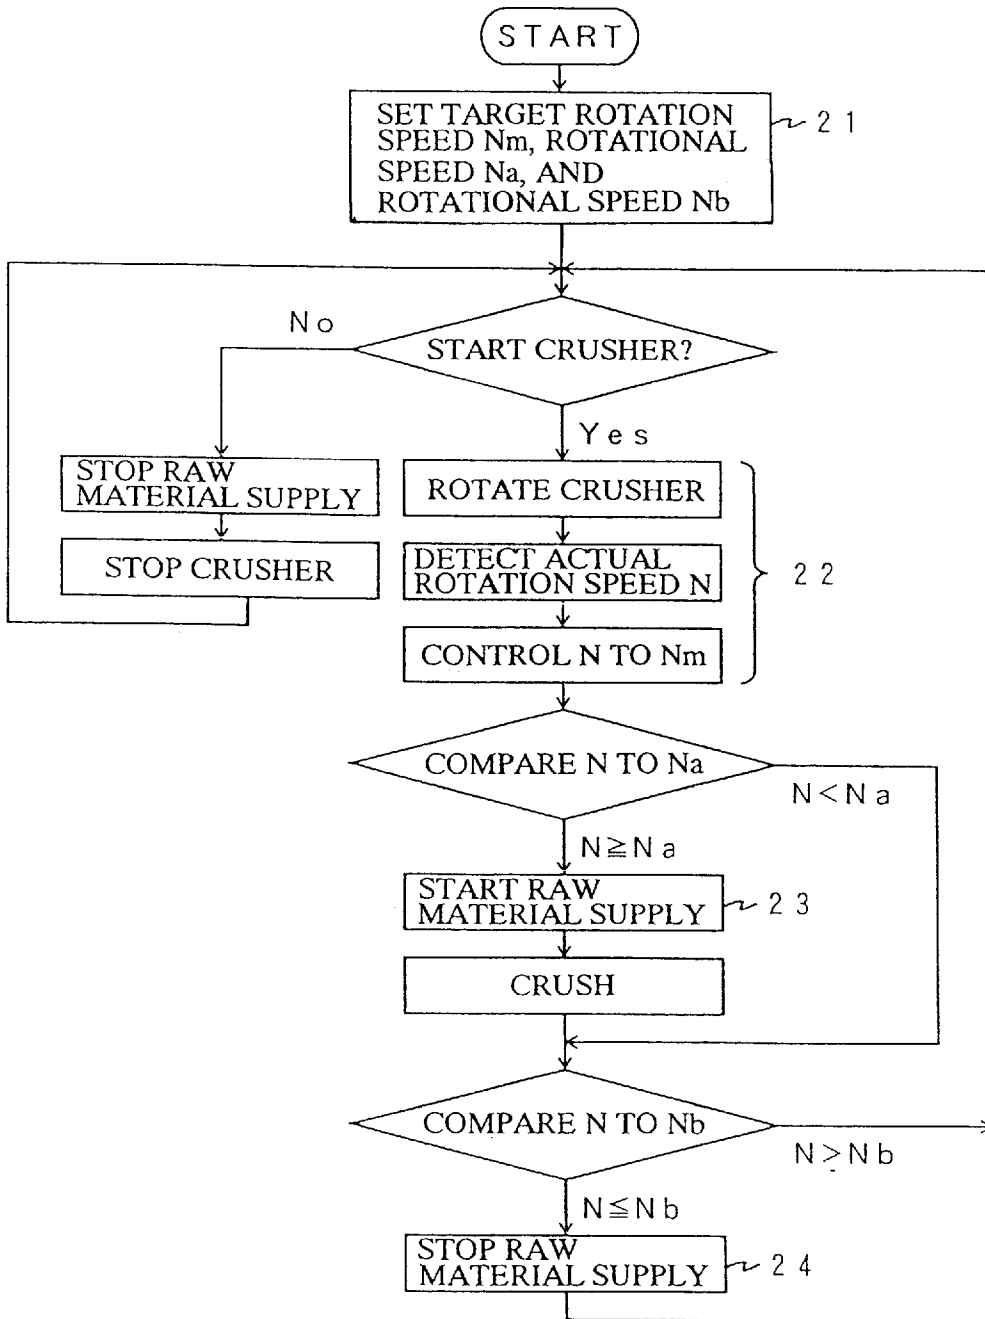 START
SET TARGET ROTATION
SPEED Nm, ROTATIONAL
SPEED Na, AND
ROTATIONAL SPEED Nb
21
No
START CRUSHER?
Yes
STOP RAW
MATERIAL SUPPLY
STOP CRUSHER
ROTATE CRUSHER
DETECT ACTUAL
ROTATION SPEED N
CONTROL N TO Nm
22
COMPARE N TO Na
N<Na
N≧Na
START RAW
MATERIAL SUPPLY
23
CRUSH
COMPARE N TO Nb
N>Nb
N≦Nb
STOP RAW
MATERIAL SUPPLY
24